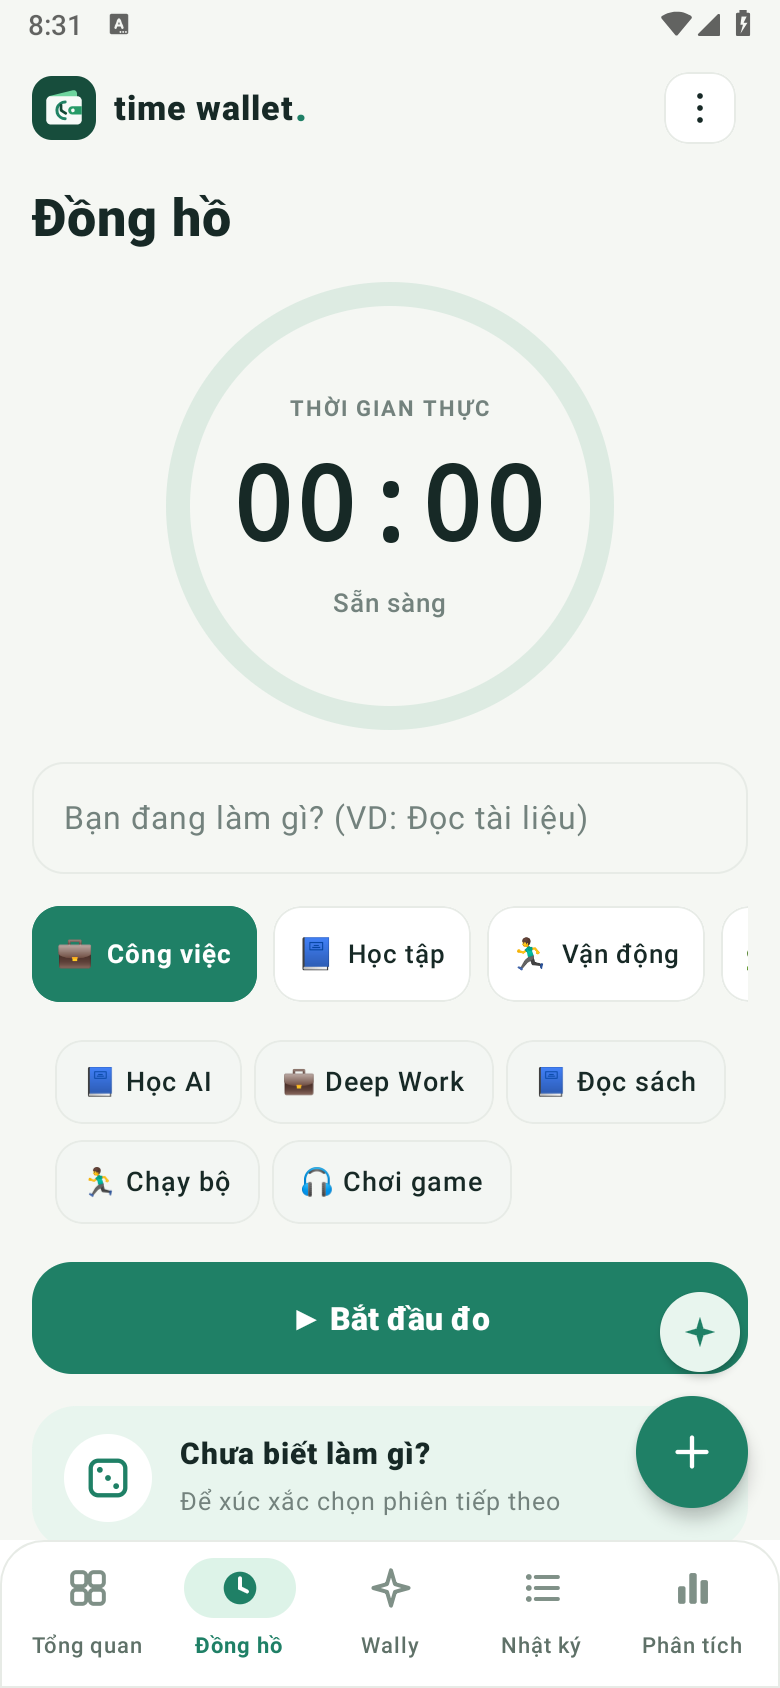 8:31
time wallet.
Đồng hồ
THỜI GIAN THỰC
00:00
Sẵn sàng
Bạn đang làm gì? (VD: Đọc tài liệu)
Công việc Học tập Vận động
Học AI Deep Work Đọc sách
Chạy bộ Chơi game
▶ Bắt đầu đo
Chưa biết làm gì?
Để xúc xắc chọn phiên tiếp theo
Tổng quan Đồng hồ Wally Nhật ký Phân tích